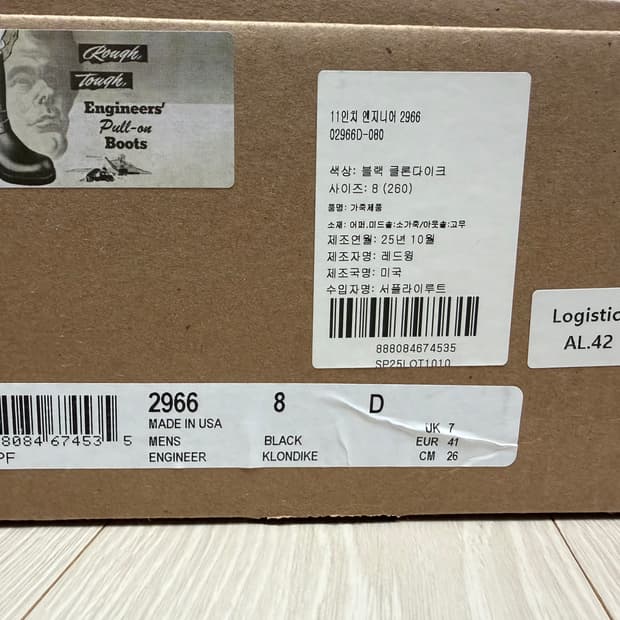 Rough,
Tough,
Engineers'
Pull-on
Boots
11인치 엔지니어 2966
02966D-080
색상: 블랙 클론다이크
사이즈: 8 (260)
품명: 가죽제품
소재: 어퍼,미드솔:소가죽/아웃솔:고무
제조연월: 25년 10월
제조자명: 레드윙
제조국명: 미국
수입자명: 서플라이루트
888084674535
SP25LOT1010
Logistic
AL.42
2966 8 D
MADE IN USA UK 7
8084 67453 5 MENS BLACK EUR 41
PF ENGINEER KLONDIKE CM 26